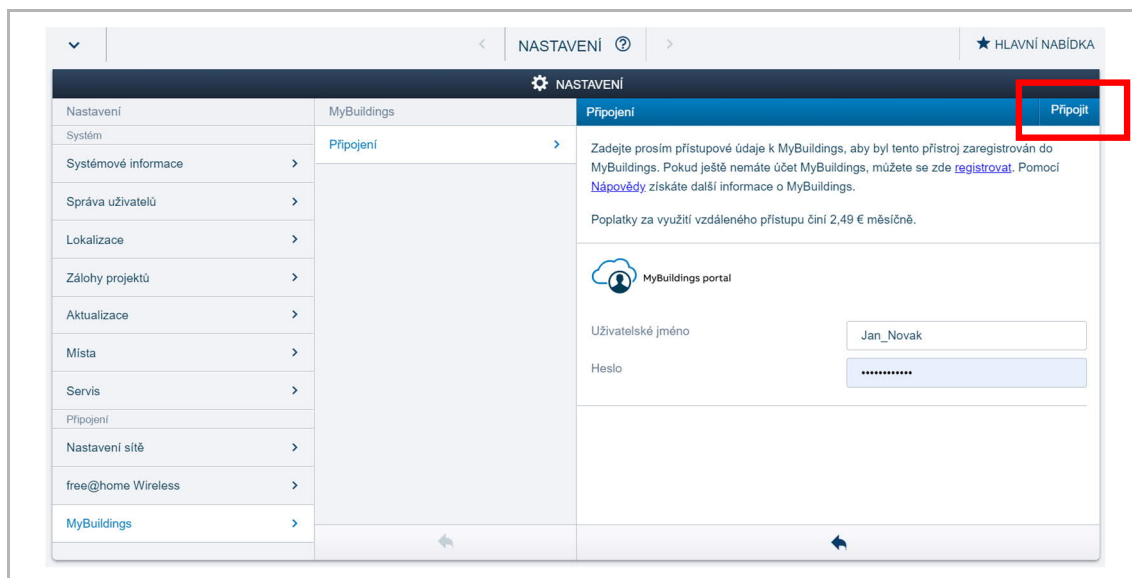 NASTAVENÍ
HLAVNÍ NABÍDKA
NASTAVENÍ
Nastavení
Systém
Systémové informace
Správa uživatelů
Lokalizace
Zálohy projektů
Aktualizace
Místa
Servis
Připojení
Nastavení sítě
free@home Wireless
MyBuildings
MyBuildings
Připojení
Připojení
Připojit
Zadejte prosím přístupové údaje k MyBuildings, aby byl tento přístroj zaregistrován do
MyBuildings. Pokud ještě nemáte účet MyBuildings, můžete se zde registrovat. Pomocí
Nápovědy získáte další informace o MyBuildings.
Poplatky za využití vzdáleného přístupu činí 2,49 € měsíčně.
MyBuildings portal
Uživatelské jméno
Jan_Novak
Heslo
••••••••••••